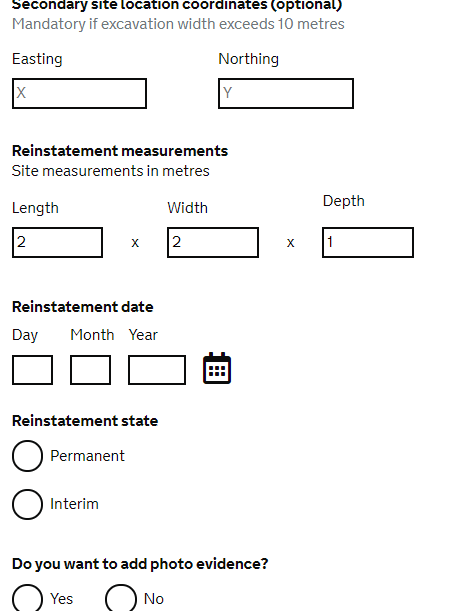 Secondary site location coordinates (optional)
Mandatory if excavation width exceeds 10 metres
Easting Northing
X Y
Reinstatement measurements
Site measurements in metres
Length Width Depth
2 x 2 x 1
Reinstatement date
Day Month Year
Reinstatement state
Permanent
Interim
Do you want to add photo evidence?
Yes No